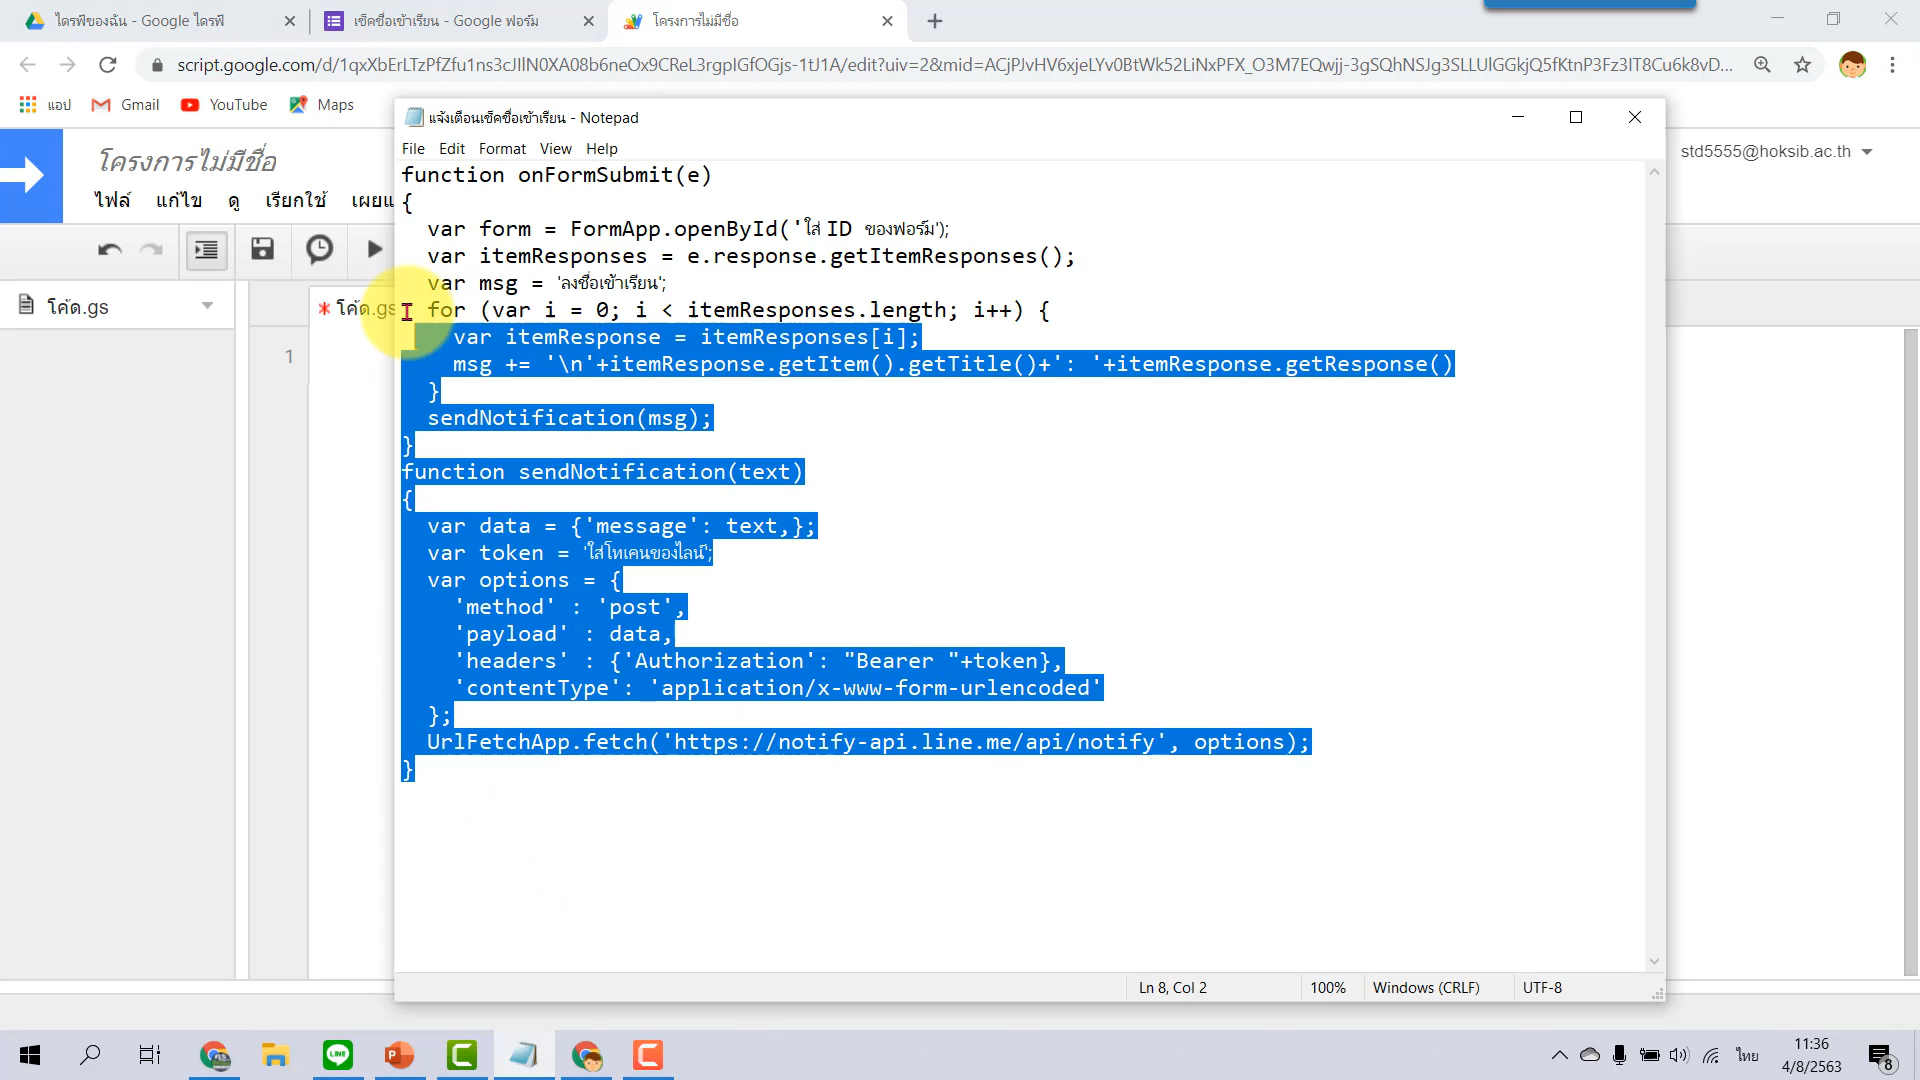 ไดรฟ์ของฉัน - Google ไดรฟ์
เช็คชื่อเข้าเรียน - Google ฟอร์ม
โครงการไม่มีชื่อ
script.google.com/d/1qxXbErLTzPfZfu1ns3cJIlN0XA08b6neOx9CReL3rgpIGfOGjs-1tJ1A/edit?uiv=2&mid=ACjPJvHV6xjeLYv0BtWk52LiNxPFX_O3M7EQwjj-3gSQhNSJg3SLLUlGGkjQ5fKtnP3Fz3IT8Cu6k8vD...
แอป
Gmail
YouTube
Maps
แจ้งเตือนเช็คชื่อเข้าเรียน - Notepad
File Edit Format View Help
โครงการไม่มีชื่อ
std5555@hoksib.ac.th
ไฟล์ แก้ไข ดู เรียกใช้
โค้ด.gs
* โค้ด.gs
1
function onFormSubmit(e)
{
var form = FormApp.openById('ใส่ ID ของฟอร์ม');
var itemResponses = e.response.getItemResponses();
var msg = 'ลงชื่อเข้าเรียน';
for (var i = 0; i < itemResponses.length; i++) {
var itemResponse = itemResponses[i];
msg += '\n'+itemResponse.getItem().getTitle()+': '+itemResponse.getResponse()
}
sendNotification(msg);
}
function sendNotification(text)
{
var data = {'message': text,};
var token = 'ใส่โทเคนของไลน์';
var options = {
'method' : 'post',
'payload' : data,
'headers' : {'Authorization': "Bearer "+token},
'contentType': 'application/x-www-form-urlencoded'
};
UrlFetchApp.fetch('https://notify-api.line.me/api/notify', options);
}
Ln 8, Col 2
100%
Windows (CRLF)
UTF-8
ไทย
11:36
4/8/2563
8